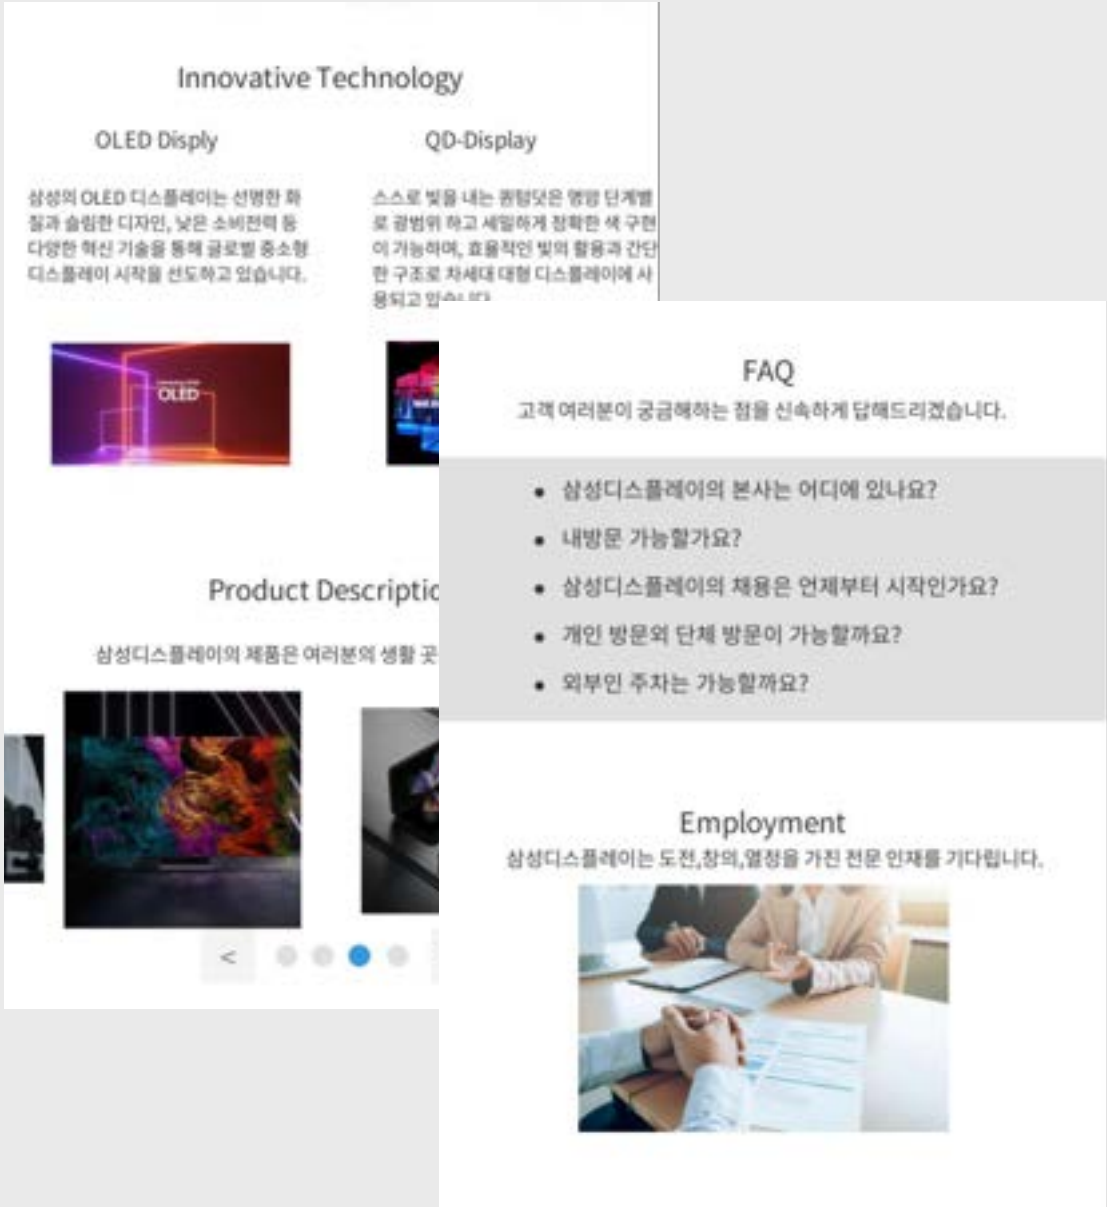 Innovative Technology
OLED Disply
삼성의 OLED 디스플레이는 선명한 화
질과 슬림한 디자인, 낮은 소비전력 등
다양한 혁신 기술을 통해 글로벌 중소형
디스플레이 시작을 선도하고 있습니다.
OLED
QD-Display
스스로 빛을 내는 퀀텀닷은 명암 단계별
로 광범위 하고 세밀하게 정확한 색 구현
이 가능하며, 효율적인 빛의 활용과 간단
한 구조로 차세대 대형 디스플레이에 사
용되고 있습니다
Product Descriptio
삼성디스플레이의 제품은 여러분의 생활 곳
<
FAQ
고객 여러분이 궁금해하는 점을 신속하게 답해드리겠습니다.
• 삼성디스플레이의 본사는 어디에 있나요?
• 내방문 가능할가요?
• 삼성디스플레이의 채용은 언제부터 시작인가요?
• 개인 방문외 단체 방문이 가능할까요?
• 외부인 주차는 가능할까요?
Employment
삼성디스플레이는 도전,창의,열정을 가진 전문 인재를 기다립니다.